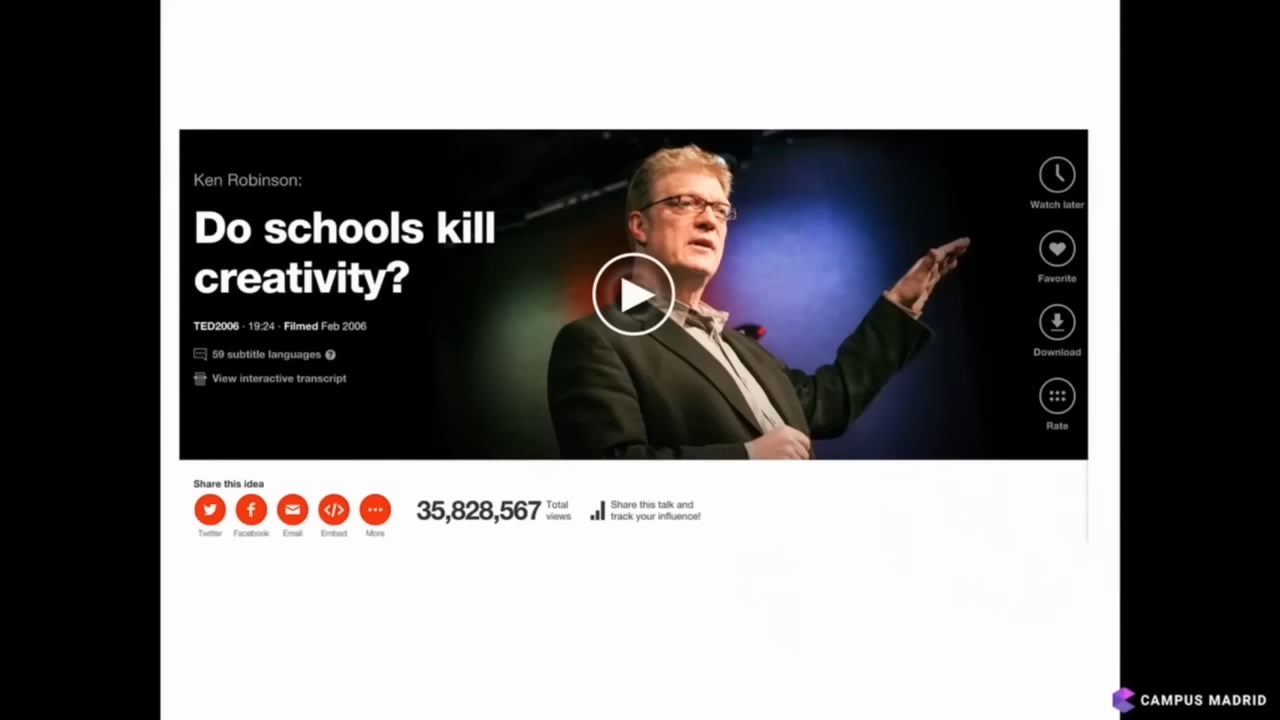 Ken Robinson:
Do schools kill
creativity?
TED2006 · 19:24 · Filmed Feb 2006
59 subtitle languages ?
View interactive transcript
Watch later
Favorite
Download
Rate
Share this idea
Twitter
Facebook
Email
Embed
More
35,828,567
Total
views
Share this talk and
track your influence!
CAMPUS MADRID